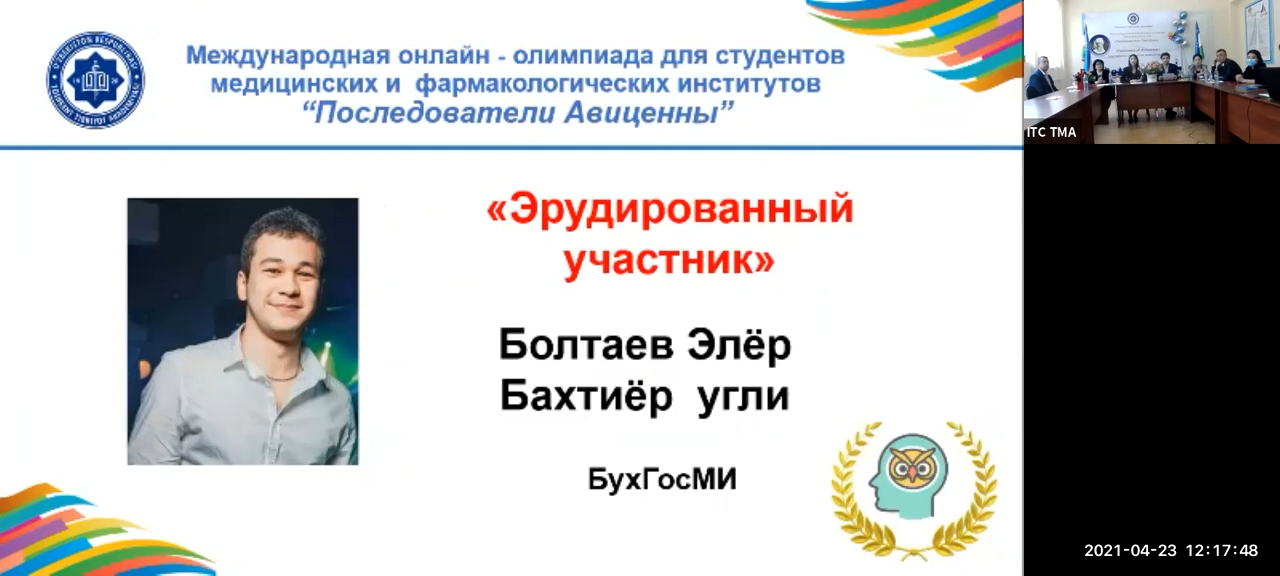 Международная онлайн - олимпиада для студентов
медицинских и фармакологических институтов
“Последователи Авиценны”
«Эрудированный
участник»
Болтаев Элёр
Бахтиёр угли
БухГосМИ
ITC TMA
2021-04-23 12:17:48